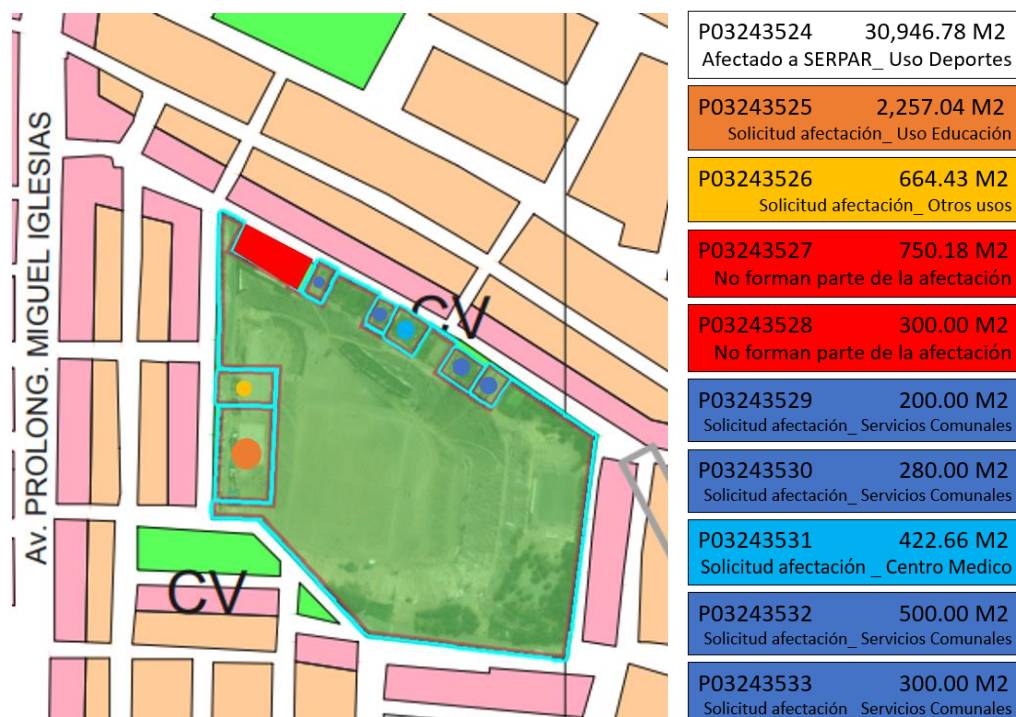 Av. PROLONG. MIGUEL IGLESIAS
CV
CV
P03243524 30,946.78 M2
Afectado a SERPAR_ Uso Deportes
P03243525 2,257.04 M2
Solicitud afectación_ Uso Educación
P03243526 664.43 M2
Solicitud afectación_ Otros usos
P03243527 750.18 M2
No forman parte de la afectación
P03243528 300.00 M2
No forman parte de la afectación
P03243529 200.00 M2
Solicitud afectación_ Servicios Comunales
P03243530 280.00 M2
Solicitud afectación_ Servicios Comunales
P03243531 422.66 M2
Solicitud afectación _ Centro Medico
P03243532 500.00 M2
Solicitud afectación_ Servicios Comunales
P03243533 300.00 M2
Solicitud afectación_ Servicios Comunales